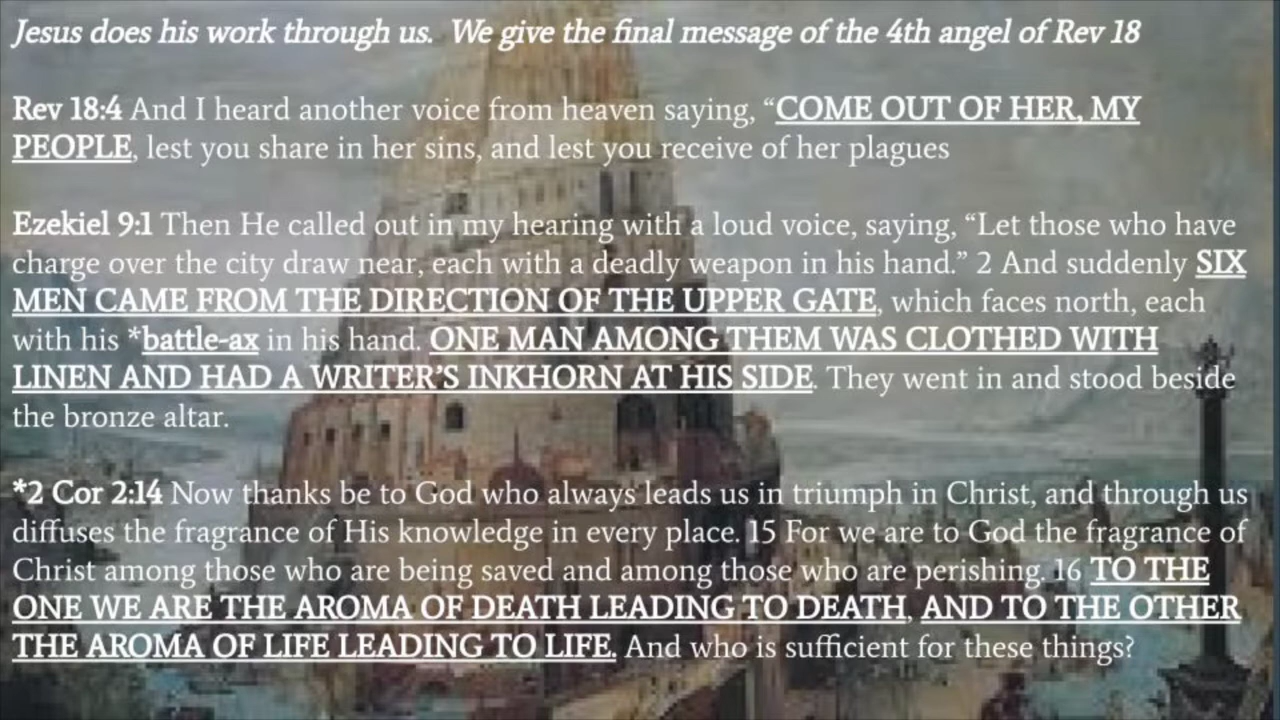 Jesus does his work through us. We give the final message of the 4th angel of Rev 18
Rev 18:4 And I heard another voice from heaven saying, “COME OUT OF HER, MY
PEOPLE, lest you share in her sins, and lest you receive of her plagues
Ezekiel 9:1 Then He called out in my hearing with a loud voice, saying, “Let those who have
charge over the city draw near, each with a deadly weapon in his hand.” 2 And suddenly SIX
MEN CAME FROM THE DIRECTION OF THE UPPER GATE, which faces north, each
with his *battle-ax in his hand. ONE MAN AMONG THEM WAS CLOTHED WITH
LINEN AND HAD A WRITER’S INKHORN AT HIS SIDE. They went in and stood beside
the bronze altar.
*2 Cor 2:14 Now thanks be to God who always leads us in triumph in Christ, and through us
diffuses the fragrance of His knowledge in every place. 15 For we are to God the fragrance of
Christ among those who are being saved and among those who are perishing. 16 TO THE
ONE WE ARE THE AROMA OF DEATH LEADING TO DEATH, AND TO THE OTHER
THE AROMA OF LIFE LEADING TO LIFE. And who is sufficient for these things?